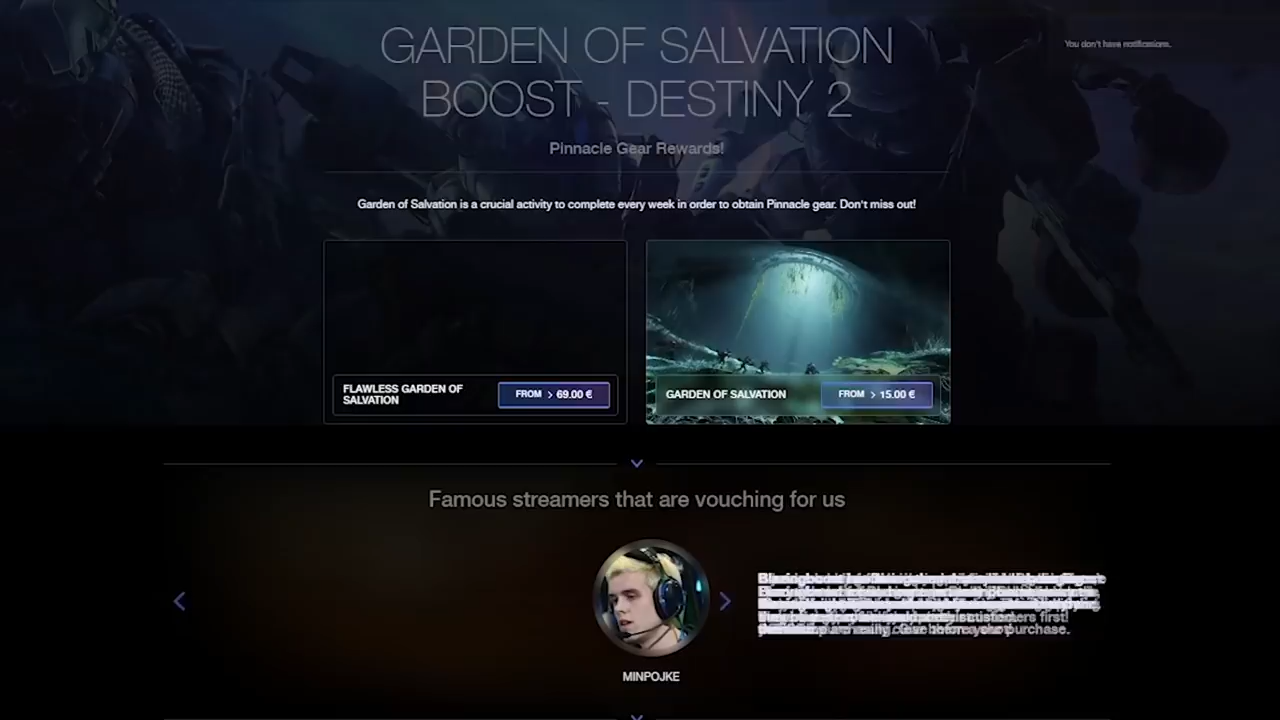 GARDEN OF SALVATION
BOOST - DESTINY 2
You don't have notifications.
Pinnacle Gear Rewards!
Garden of Salvation is a crucial activity to complete every week in order to obtain Pinnacle gear. Don't miss out!
FLAWLESS GARDEN OF
SALVATION
FROM > 69.00 €
GARDEN OF SALVATION
FROM > 15.00 €
Famous streamers that are vouching for us
first!
purchase.
MINPOJKE